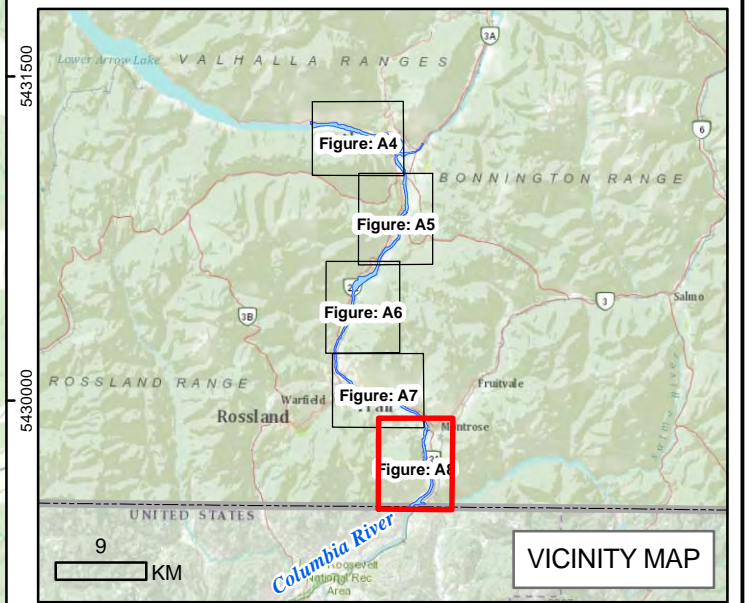 3A
Lower Arrow Lake
VALHALLA RANGES
5431500
6
Figure: A4
BONNINGTON RANGE
Figure: A5
Figure: A6
3
Salmo
3B
5430000
ROSSLAND RANGE
Warfield
Figure: A7
Fruitvale
Rossland
Montrose
Salmo River
Figure: A8
UNITED STATES
9
KM
Columbia River
Roosevelt
National Rec
Area
VICINITY MAP